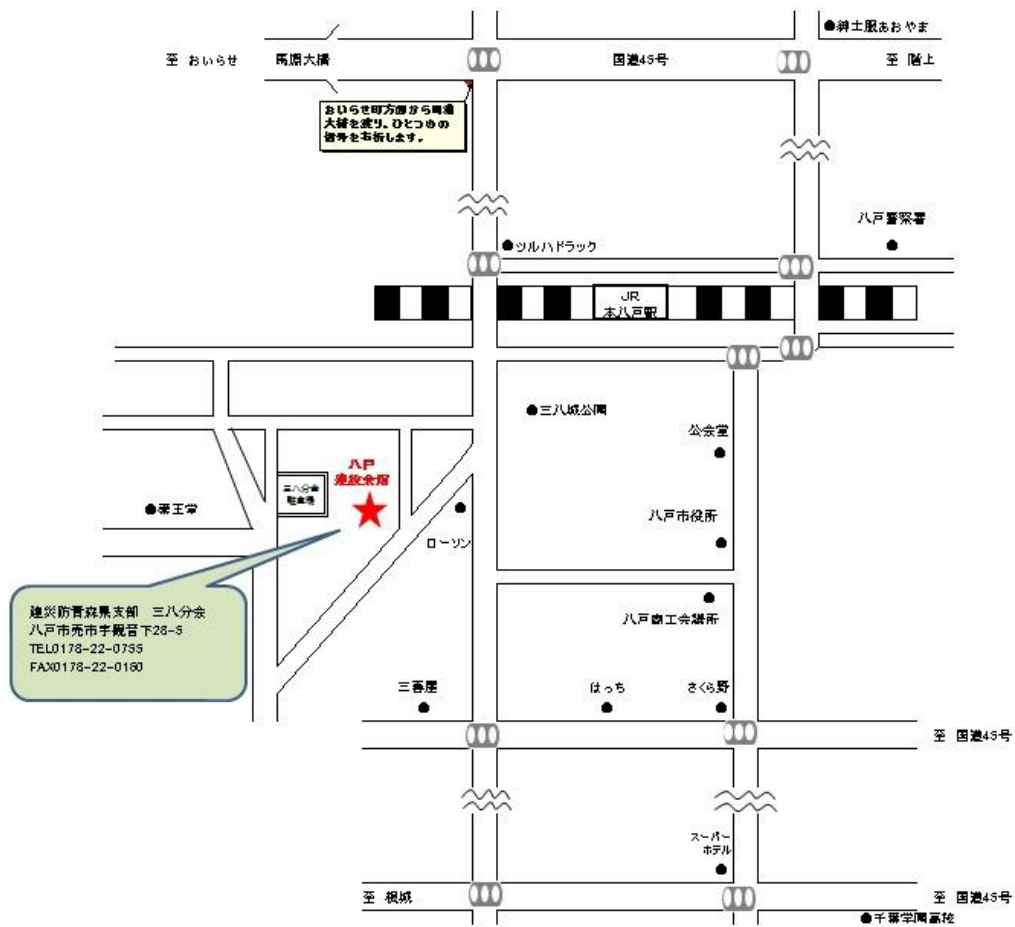 紳士服あおやま
至 おいらせ
馬淵大橋
国道45号
至 階上
おいらせ町方面から馬淵
大橋を渡り、ひとつめの
信号を右折します。
八戸警察署
ツルハドラック
JR
本八戸駅
三八城公園
公会堂
八戸
建設会館
三八分会
駐車場
薬王堂
ローソン
八戸市役所
建災防青森県支部 三八分会
八戸市売市字観音下28-5
TEL0178-22-0755
FAX0178-22-0160
八戸商工会議所
三春屋
はっち
さくら野
至 国道45号
スーパー
ホテル
至 根城
至 国道45号
千葉学園高校